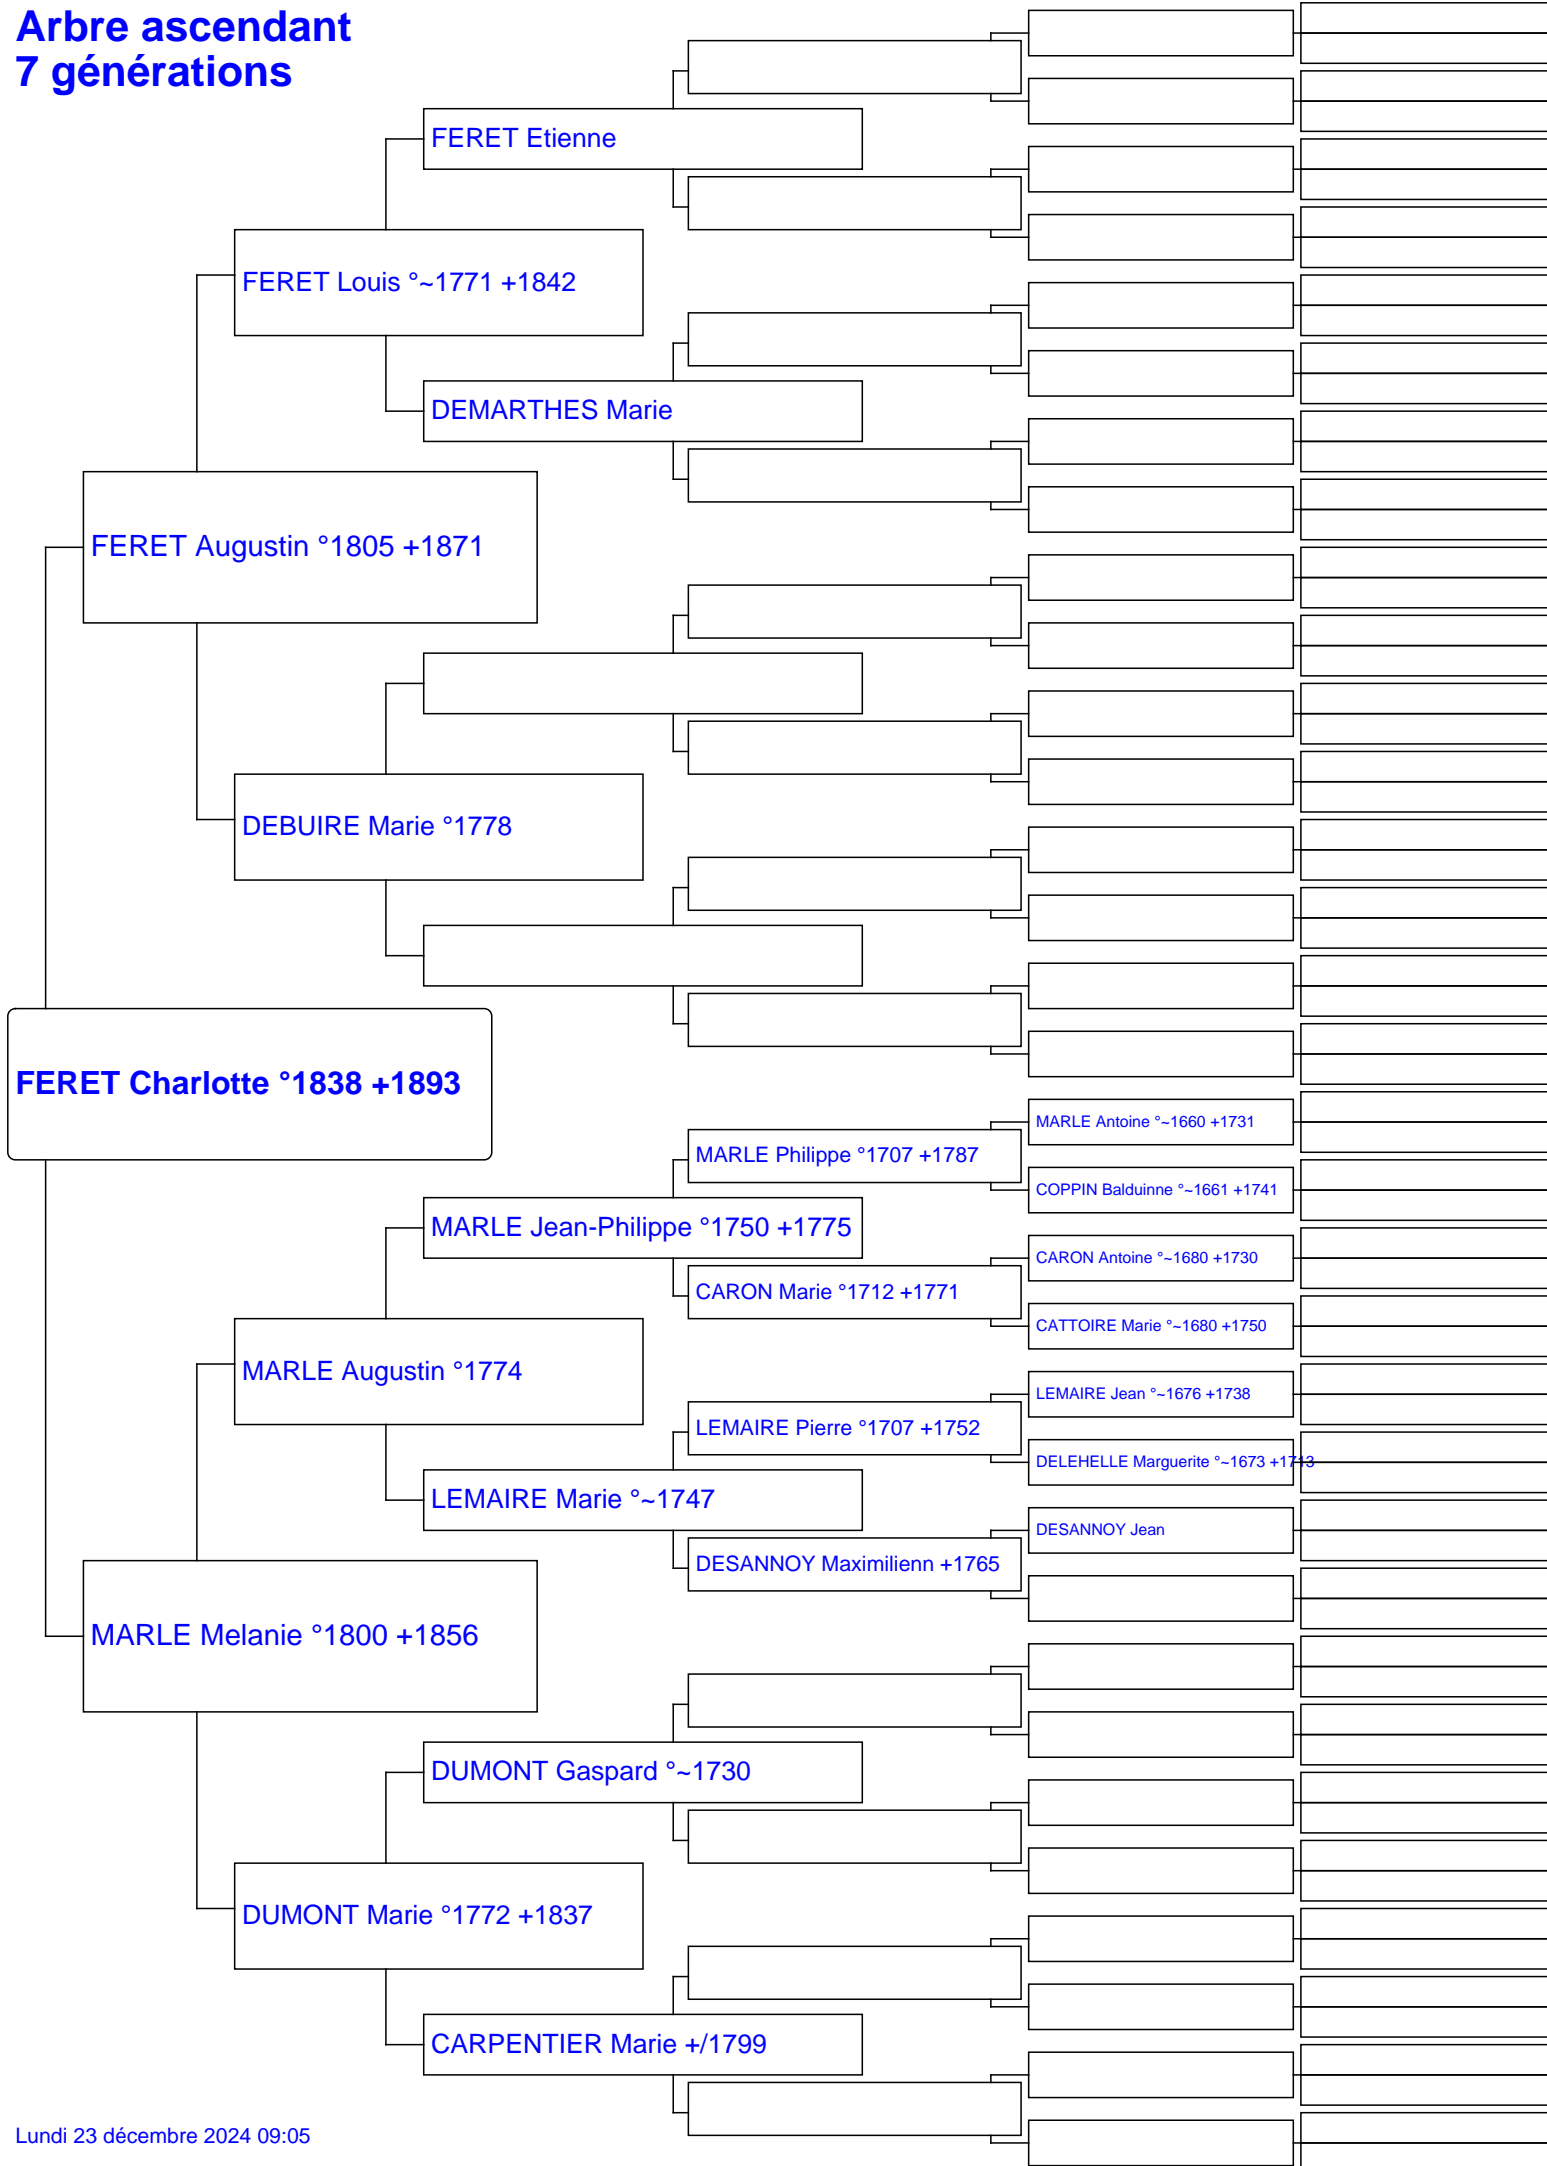 Arbre ascendant
7 générations
FERET Etienne
FERET Louis °~1771 +1842
DEMARTHES Marie
FERET Augustin °1805 +1871
DEBUIRE Marie °1778
FERET Charlotte °1838 +1893
MARLE Antoine °~1660 +1731
MARLE Philippe °1707 +1787
COPPIN Balduinne °~1661 +1741
MARLE Jean-Philippe °1750 +1775
CARON Antoine °~1680 +1730
CARON Marie °1712 +1771
CATTOIRE Marie °~1680 +1750
MARLE Augustin °1774
LEMAIRE Jean °~1676 +1738
LEMAIRE Pierre °1707 +1752
DELEHELLE Marguerite °~1673 +1713
LEMAIRE Marie °~1747
DESANNOY Jean
DESANNOY Maximilienn +1765
MARLE Melanie °1800 +1856
DUMONT Gaspard °~1730
DUMONT Marie °1772 +1837
CARPENTIER Marie +/1799
Lundi 23 décembre 2024 09:05